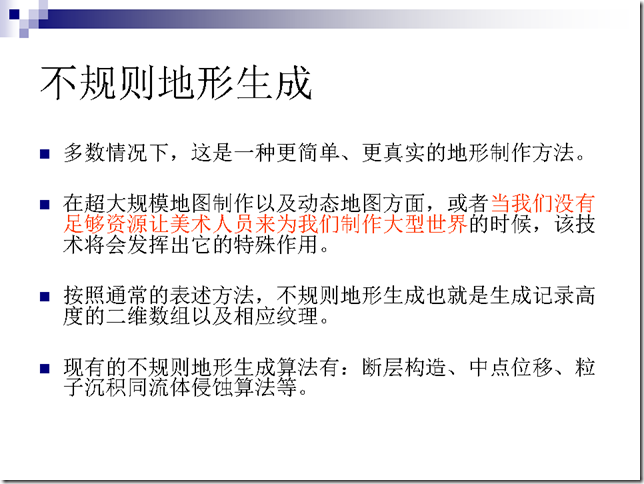 不规则地形生成
多数情况下，这是一种更简单、更真实的地形制作方法。
在超大规模地图制作以及动态地图方面，或者当我们没有
足够资源让美术人员来为我们制作大型世界的时候，该技
术将会发挥出它的特殊作用。
按照通常的表述方法，不规则地形生成也就是生成记录高
度的二维数组以及相应纹理。
现有的不规则地形生成算法有：断层构造、中点位移、粒
子沉积同流体侵蚀算法等。